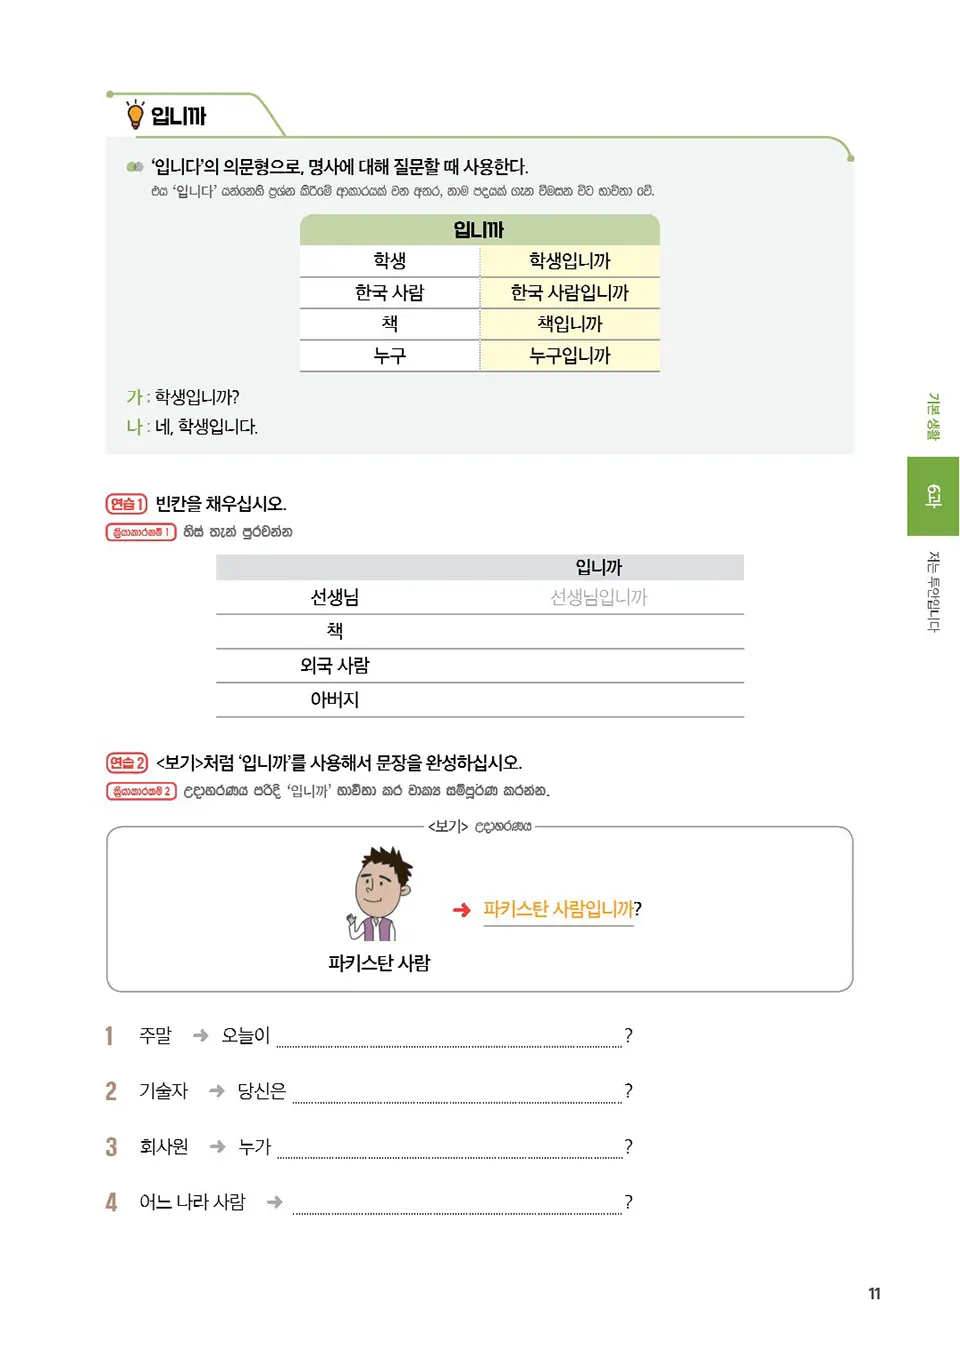 입니까
‘입니다’의 의문형으로, 명사에 대해 질문할 때 사용한다.
එය ‘입니다’ යන්නෙහි ප්‍රශ්න කිරීමේ ආකාරයක් වන අතර, නාම පදයක් ගැන විමසන විට භාවිතා වේ.
입니까
학생 학생입니까
한국 사람 한국 사람입니까
책 책입니까
누구 누구입니까
가 : 학생입니까?
나 : 네, 학생입니다.
연습 1 빈칸을 채우십시오.
ක්‍රියාකාරකම් 1 හිස් තැන් පුරවන්න
입니까
선생님 선생님입니까
책
외국 사람
아버지
연습 2 <보기>처럼 ‘입니까’를 사용해서 문장을 완성하십시오.
ක්‍රියාකාරකම් 2 උදාහරණය පරිදි ‘입니까’ භාවිතා කර වාක්‍ය සම්පූර්ණ කරන්න.
<보기> උදාහරණය
➜ 파키스탄 사람입니까?
파키스탄 사람
1 주말 ➜ 오늘이 ?
2 기술자 ➜ 당신은 ?
3 회사원 ➜ 누가 ?
4 어느 나라 사람 ➜ ?
기본 생활
6과
저는 투안입니다
11